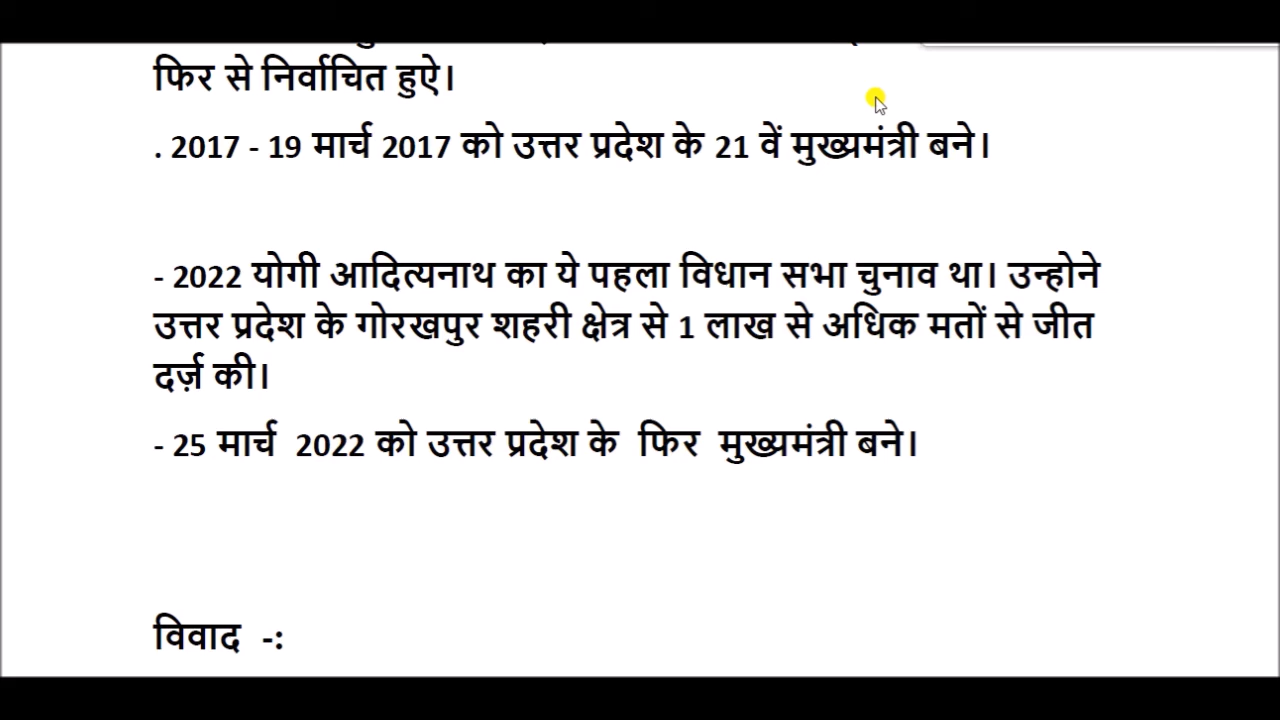 फिर से निर्वाचित हुऐ।
. 2017 - 19 मार्च 2017 को उत्तर प्रदेश के 21 वें मुख्यमंत्री बने।
- 2022 योगी आदित्यनाथ का ये पहला विधान सभा चुनाव था। उन्होने
उत्तर प्रदेश के गोरखपुर शहरी क्षेत्र से 1 लाख से अधिक मतों से जीत
दर्ज़ की।
- 25 मार्च 2022 को उत्तर प्रदेश के फिर मुख्यमंत्री बने।
विवाद -: